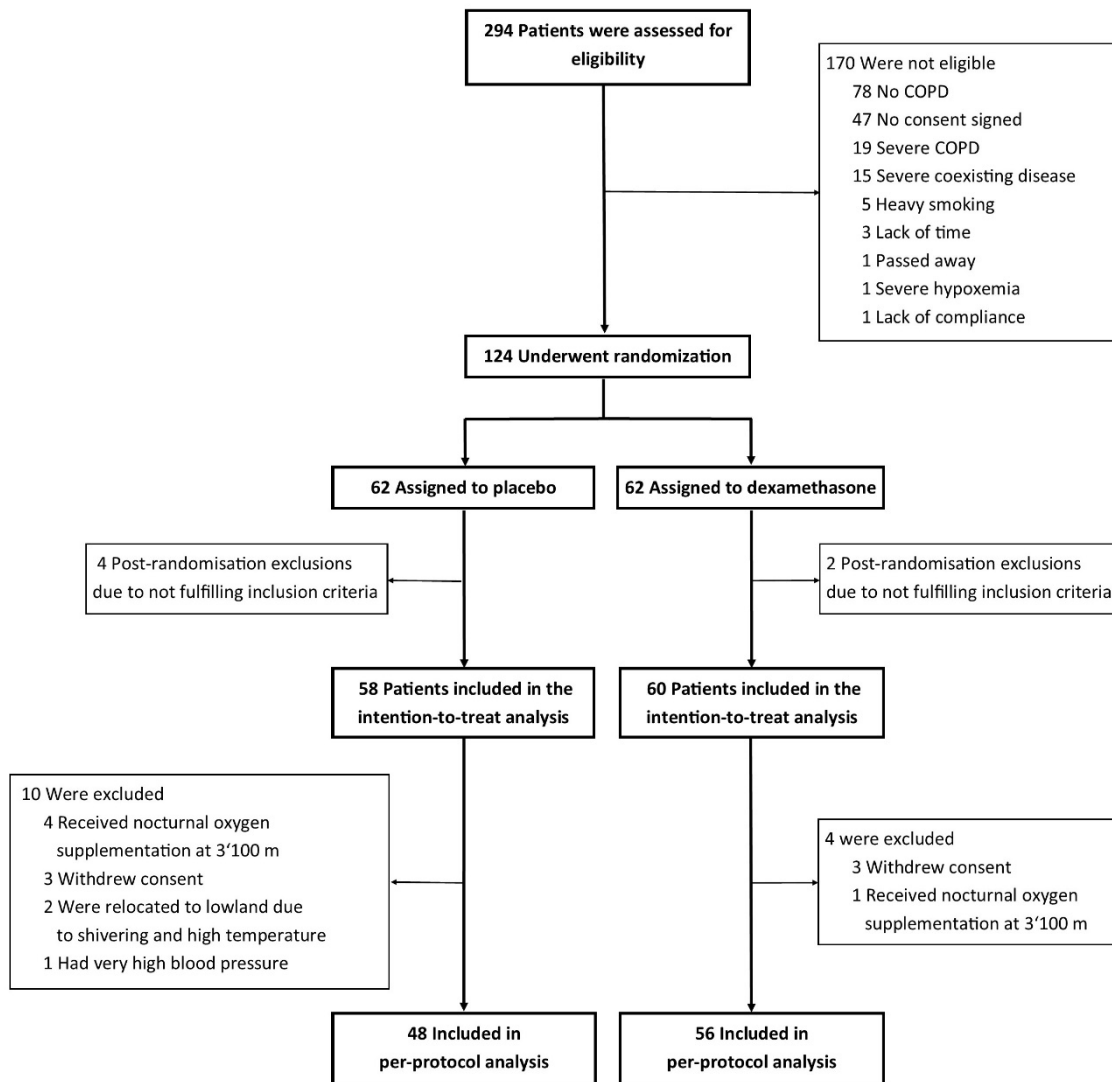 294 Patients were assessed for
eligibility
170 Were not eligible
78 No COPD
47 No consent signed
19 Severe COPD
15 Severe coexisting disease
5 Heavy smoking
3 Lack of time
1 Passed away
1 Severe hypoxemia
1 Lack of compliance
124 Underwent randomization
62 Assigned to placebo
62 Assigned to dexamethasone
4 Post-randomisation exclusions
due to not fulfilling inclusion criteria
2 Post-randomisation exclusions
due to not fulfilling inclusion criteria
58 Patients included in the
intention-to-treat analysis
60 Patients included in the
intention-to-treat analysis
10 Were excluded
4 Received nocturnal oxygen
supplementation at 3‘100 m
3 Withdrew consent
2 Were relocated to lowland due
to shivering and high temperature
1 Had very high blood pressure
4 were excluded
3 Withdrew consent
1 Received nocturnal oxygen
supplementation at 3‘100 m
48 Included in
per-protocol analysis
56 Included in
per-protocol analysis